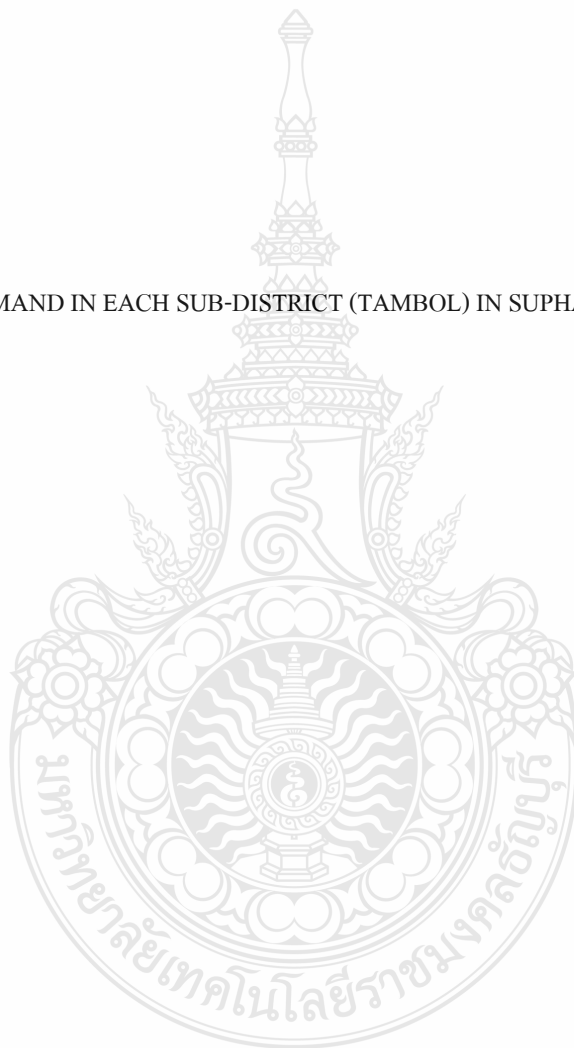 MAND IN EACH SUB-DISTRICT (TAMBOL) IN SUPHA
มหาวิทยาลัยเทคโนโลยีราชมงคลธัญบุรี